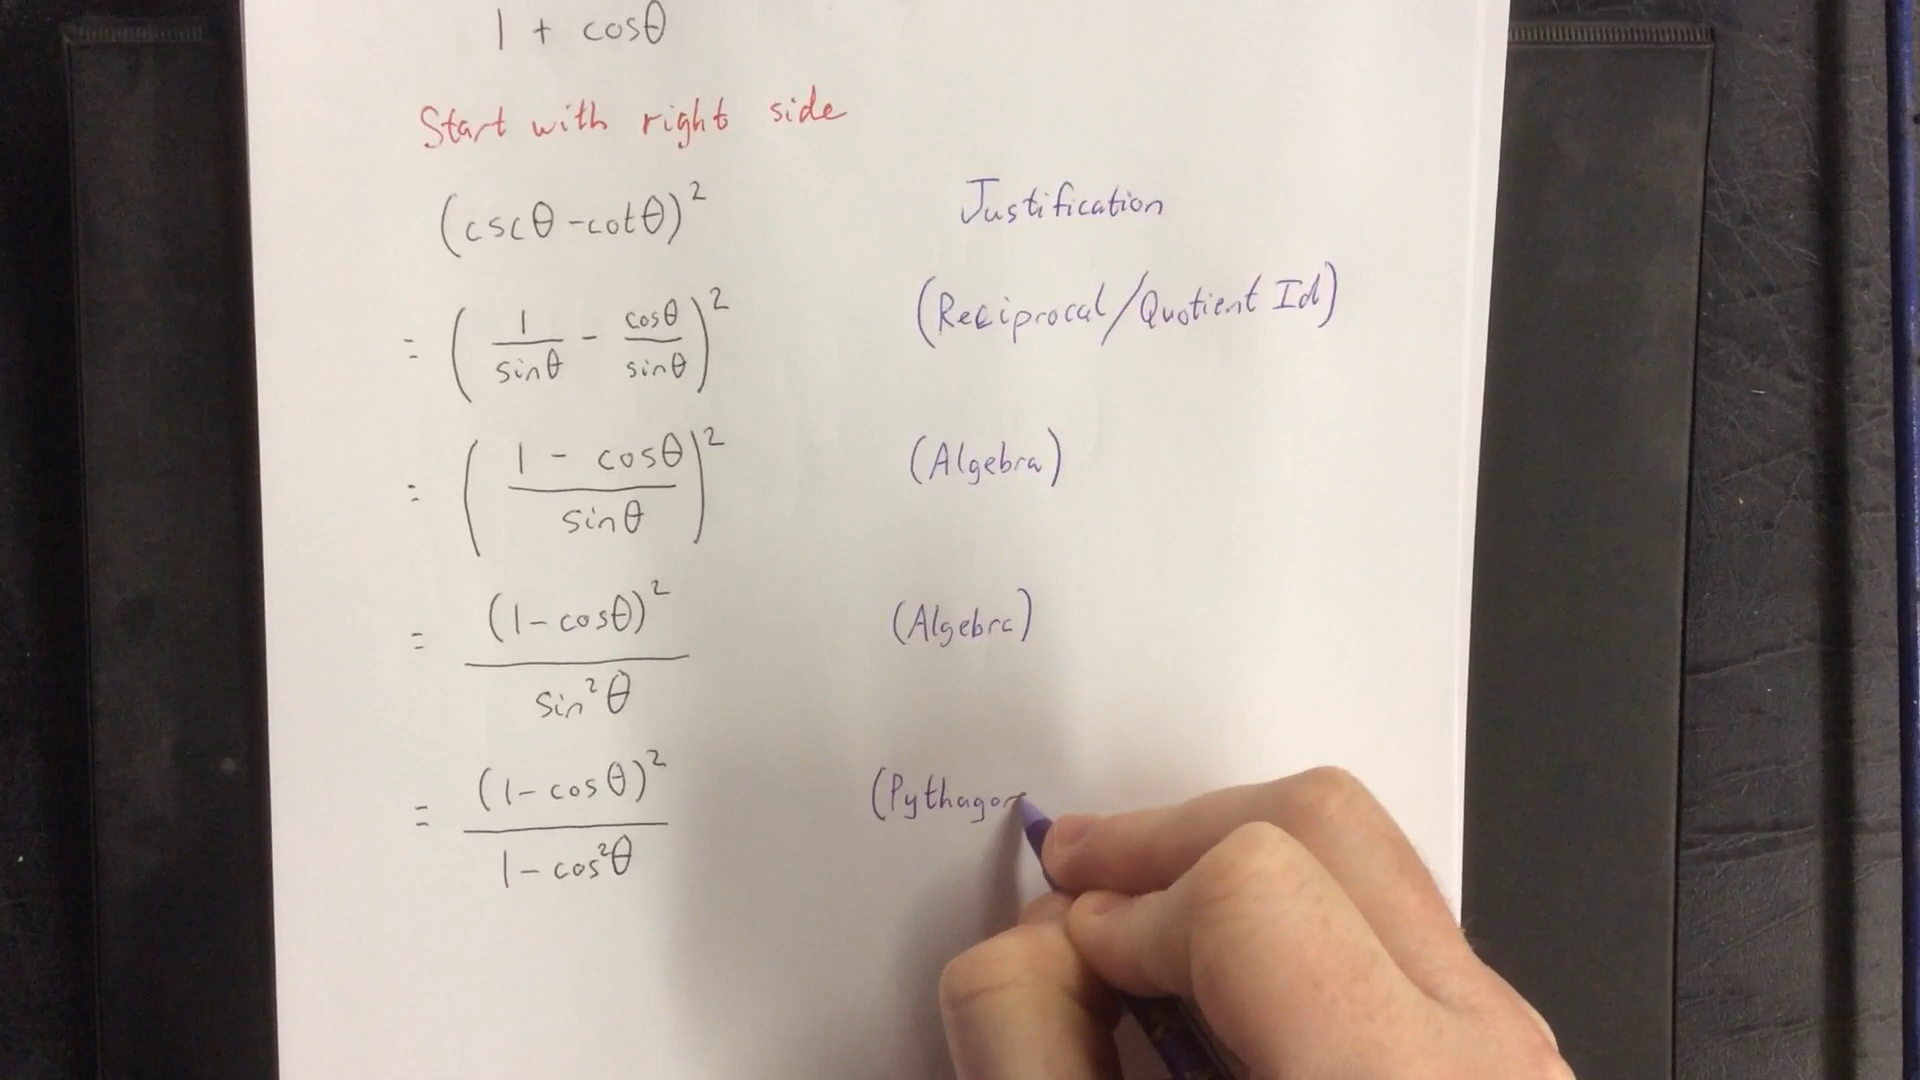 1 + cosθ
Start with right side
(cscθ - cotθ)² Justification
= (1/sinθ - cosθ/sinθ)² (Reciprocal/Quotient Id)
= ((1 - cosθ)/sinθ)² (Algebra)
= (1 - cosθ)²/sin²θ (Algebra)
= (1 - cosθ)²/(1 - cos²θ) (Pythagor